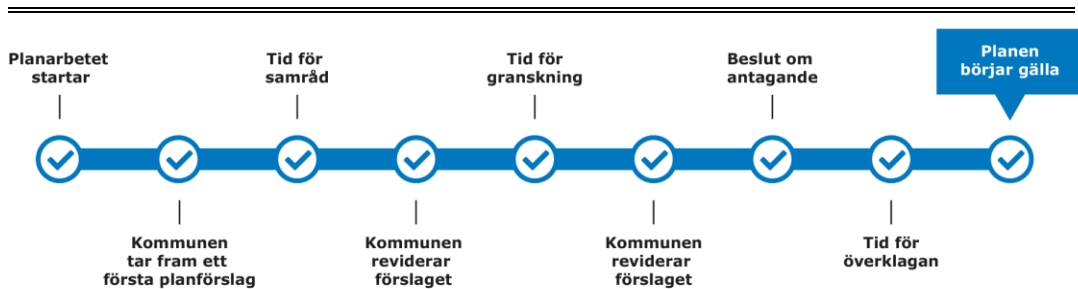 Planarbetet
startar
Kommunen
tar fram ett
första planförslag
Tid för
samråd
Kommunen
reviderar
förslaget
Tid för
granskning
Kommunen
reviderar
förslaget
Beslut om
antagande
Tid för
överklagan
Planen
börjar gälla